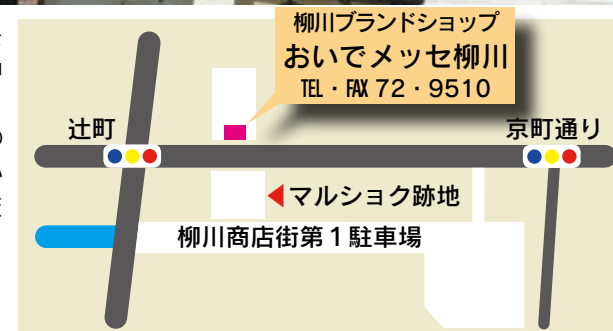 柳川ブランドショップ
おいでメッセ柳川
TEL・FAX 72・9510
辻町
京町通り
マルショク跡地
柳川商店街第1駐車場